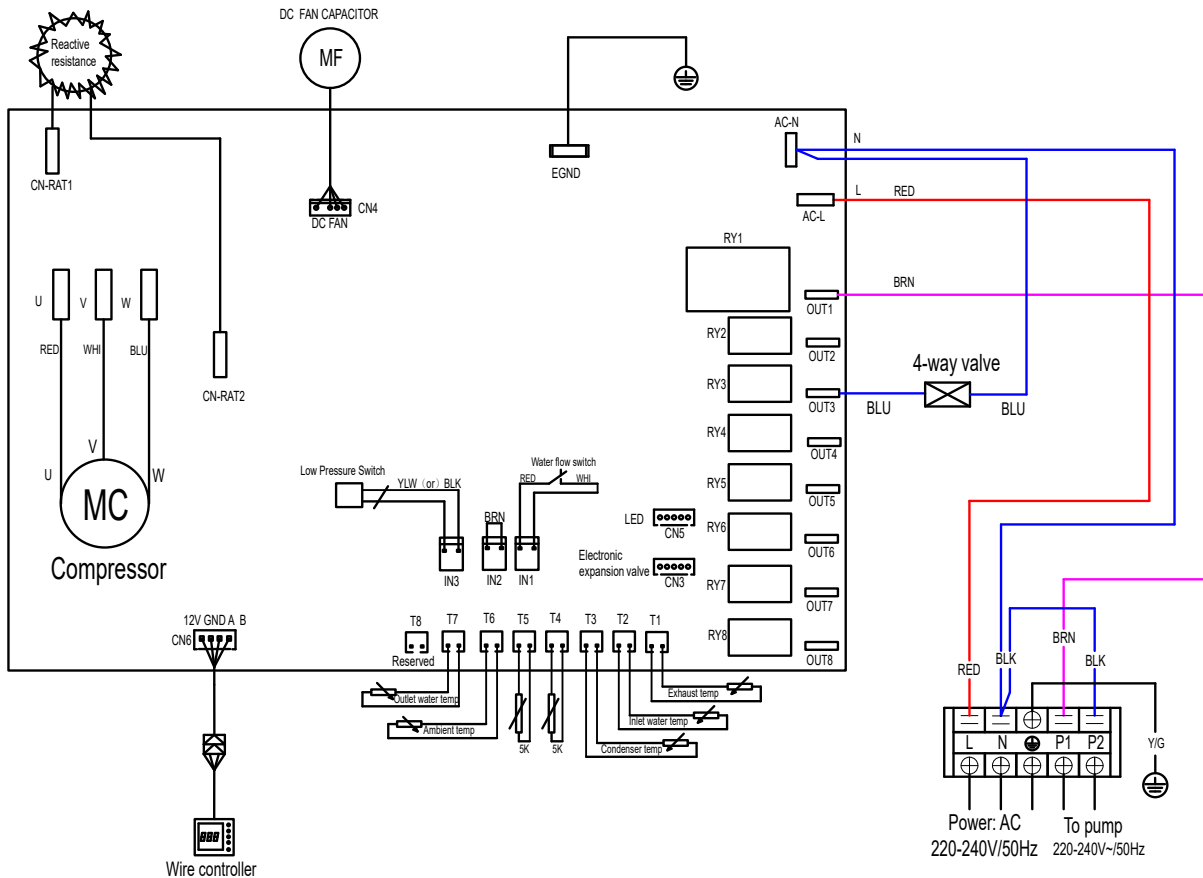 DC FAN CAPACITOR
Reactive
resistance
MF
CN-RAT1
CN4
DC FAN
EGND
AC-N
N
L
RED
AC-L
RY1
BRN
OUT1
RY2
OUT2
RY3
OUT3
4-way valve
BLU
BLU
RY4
OUT4
RY5
OUT5
RY6
OUT6
RY7
OUT7
RY8
OUT8
U
V
W
RED
WHI
BLU
CN-RAT2
V
U
W
MC
Compressor
Low Pressure Switch
YLW（or）BLK
Water flow switch
RED
WHI
BRN
IN3
IN2
IN1
LED
CN5
Electronic
expansion valve
CN3
12V GND A B
CN6
T8
T7
T6
T5
T4
T3
T2
T1
Reserved
Outlet water temp
Ambient temp
5K
5K
Exhaust temp
Inlet water temp
Condenser temp
Wire controller
RED
BLK
BRN
BLK
L
N
P1
P2
Y/G
Power: AC
220-240V/50Hz
To pump
220-240V~/50Hz